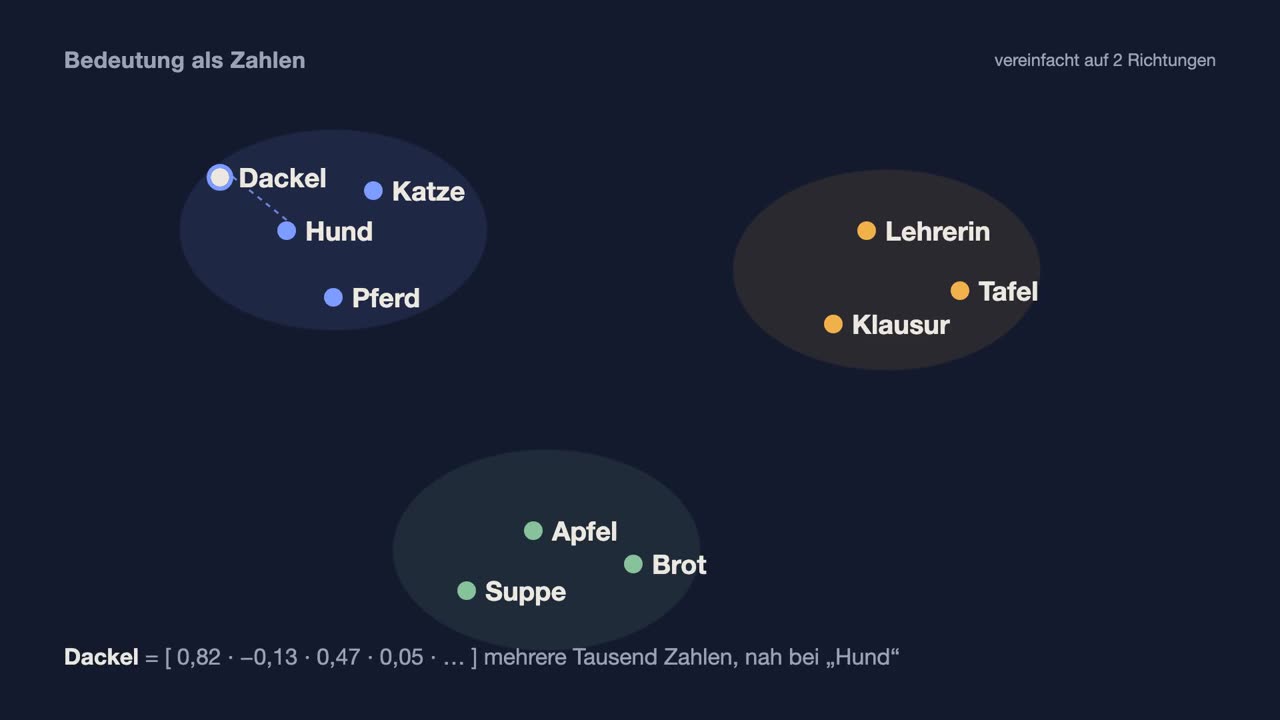 Bedeutung als Zahlen
vereinfacht auf 2 Richtungen
Dackel
Katze
Hund
Pferd
Lehrerin
Tafel
Klausur
Apfel
Brot
Suppe
Dackel = [ 0,82 · −0,13 · 0,47 · 0,05 · … ] mehrere Tausend Zahlen, nah bei „Hund“